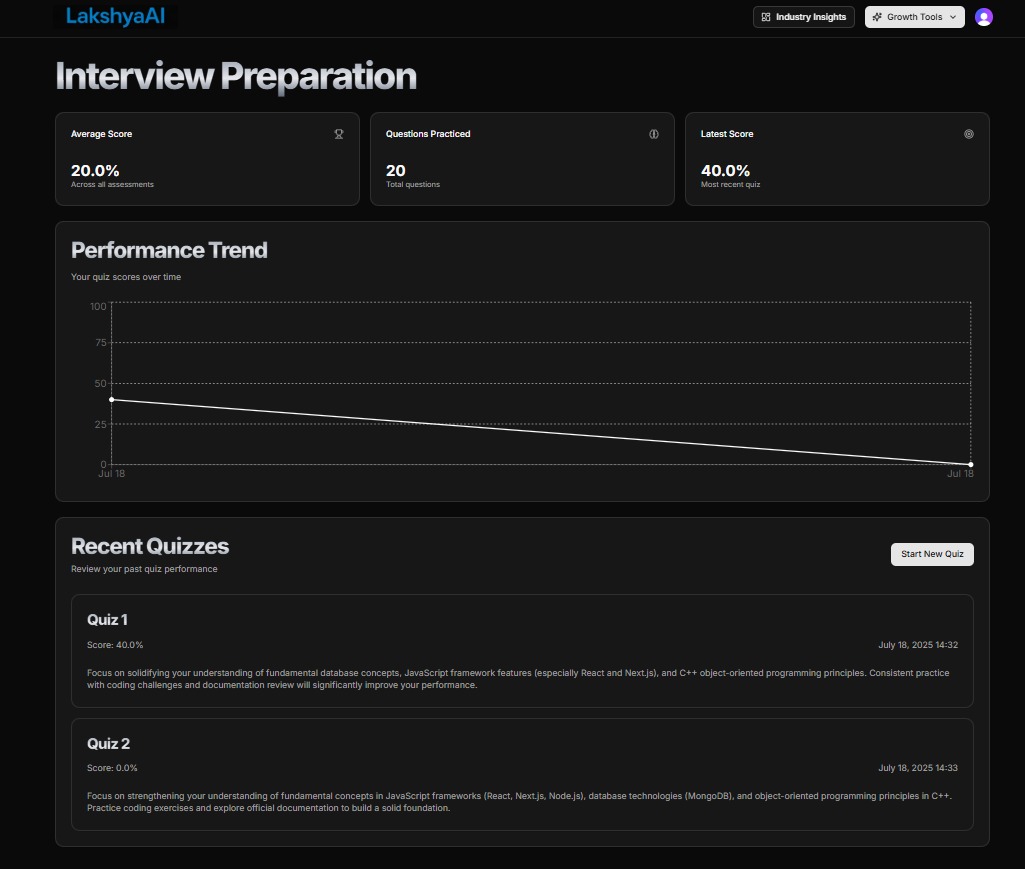 LakshyaAI
Industry Insights
Growth Tools
Interview Preparation
Average Score
20.0%
Across all assessments
Questions Practiced
20
Total questions
Latest Score
40.0%
Most recent quiz
Performance Trend
Your quiz scores over time
100
75
50
25
0
Jul 18
Jul 18
Recent Quizzes
Review your past quiz performance
Start New Quiz
Quiz 1
Score: 40.0%
July 18, 2025 14:32
Focus on solidifying your understanding of fundamental database concepts, JavaScript framework features (especially React and Next.js), and C++ object-oriented programming principles. Consistent practice
with coding challenges and documentation review will significantly improve your performance.
Quiz 2
Score: 0.0%
July 18, 2025 14:33
Focus on strengthening your understanding of fundamental concepts in JavaScript frameworks (React, Next.js, Node.js), database technologies (MongoDB), and object-oriented programming principles in C++.
Practice coding exercises and explore official documentation to build a solid foundation.